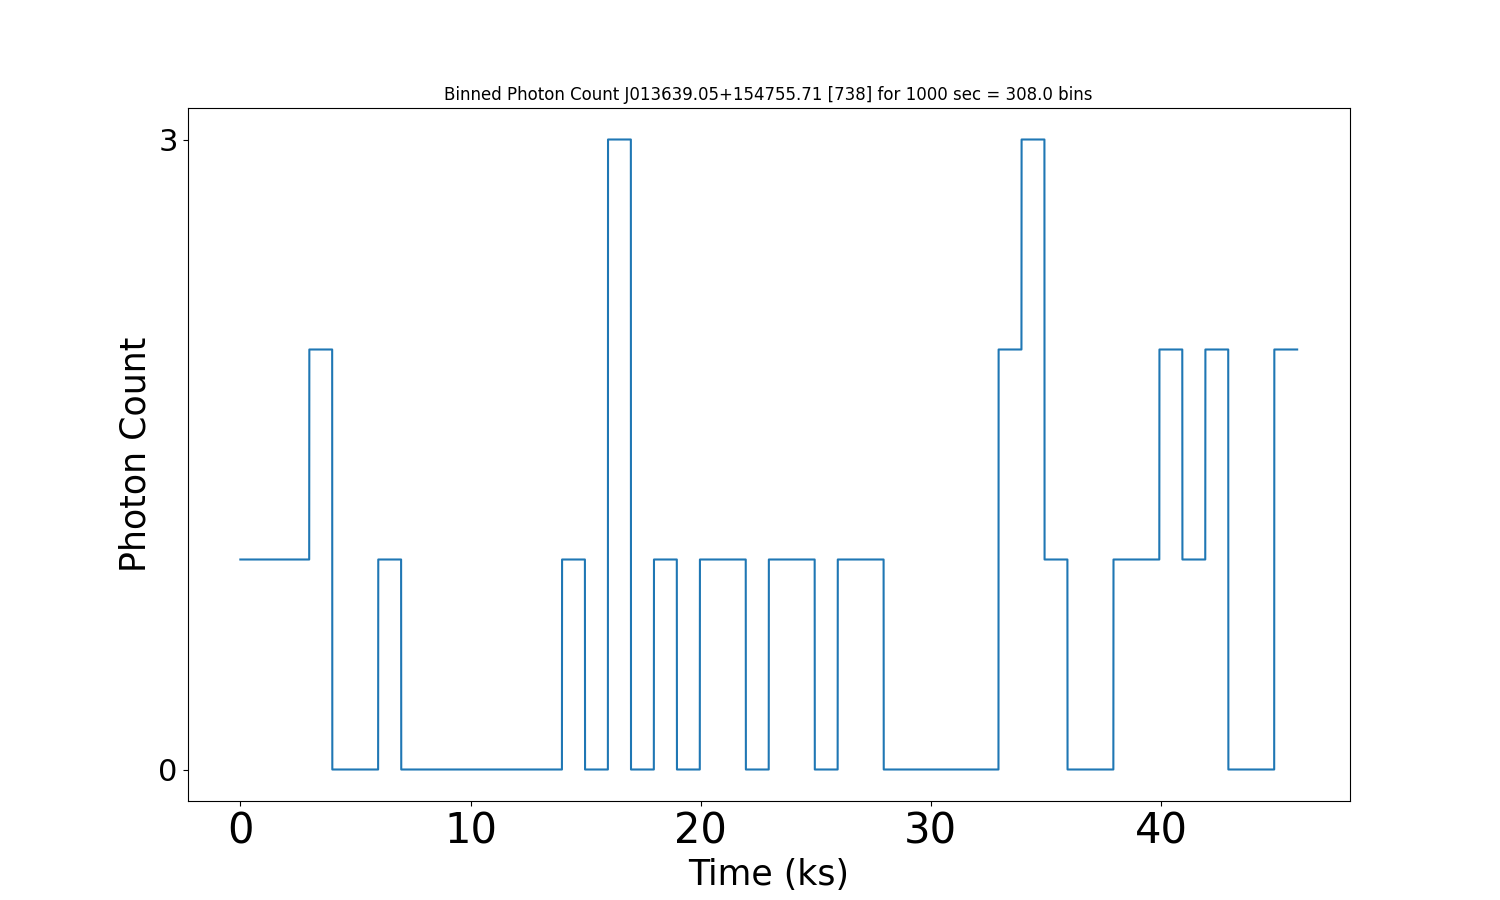 Binned Photon Count J013639.05+154755.71 [738] for 1000 sec = 308.0 bins
3
Photon Count
0
0 10 20 30 40
Time (ks)